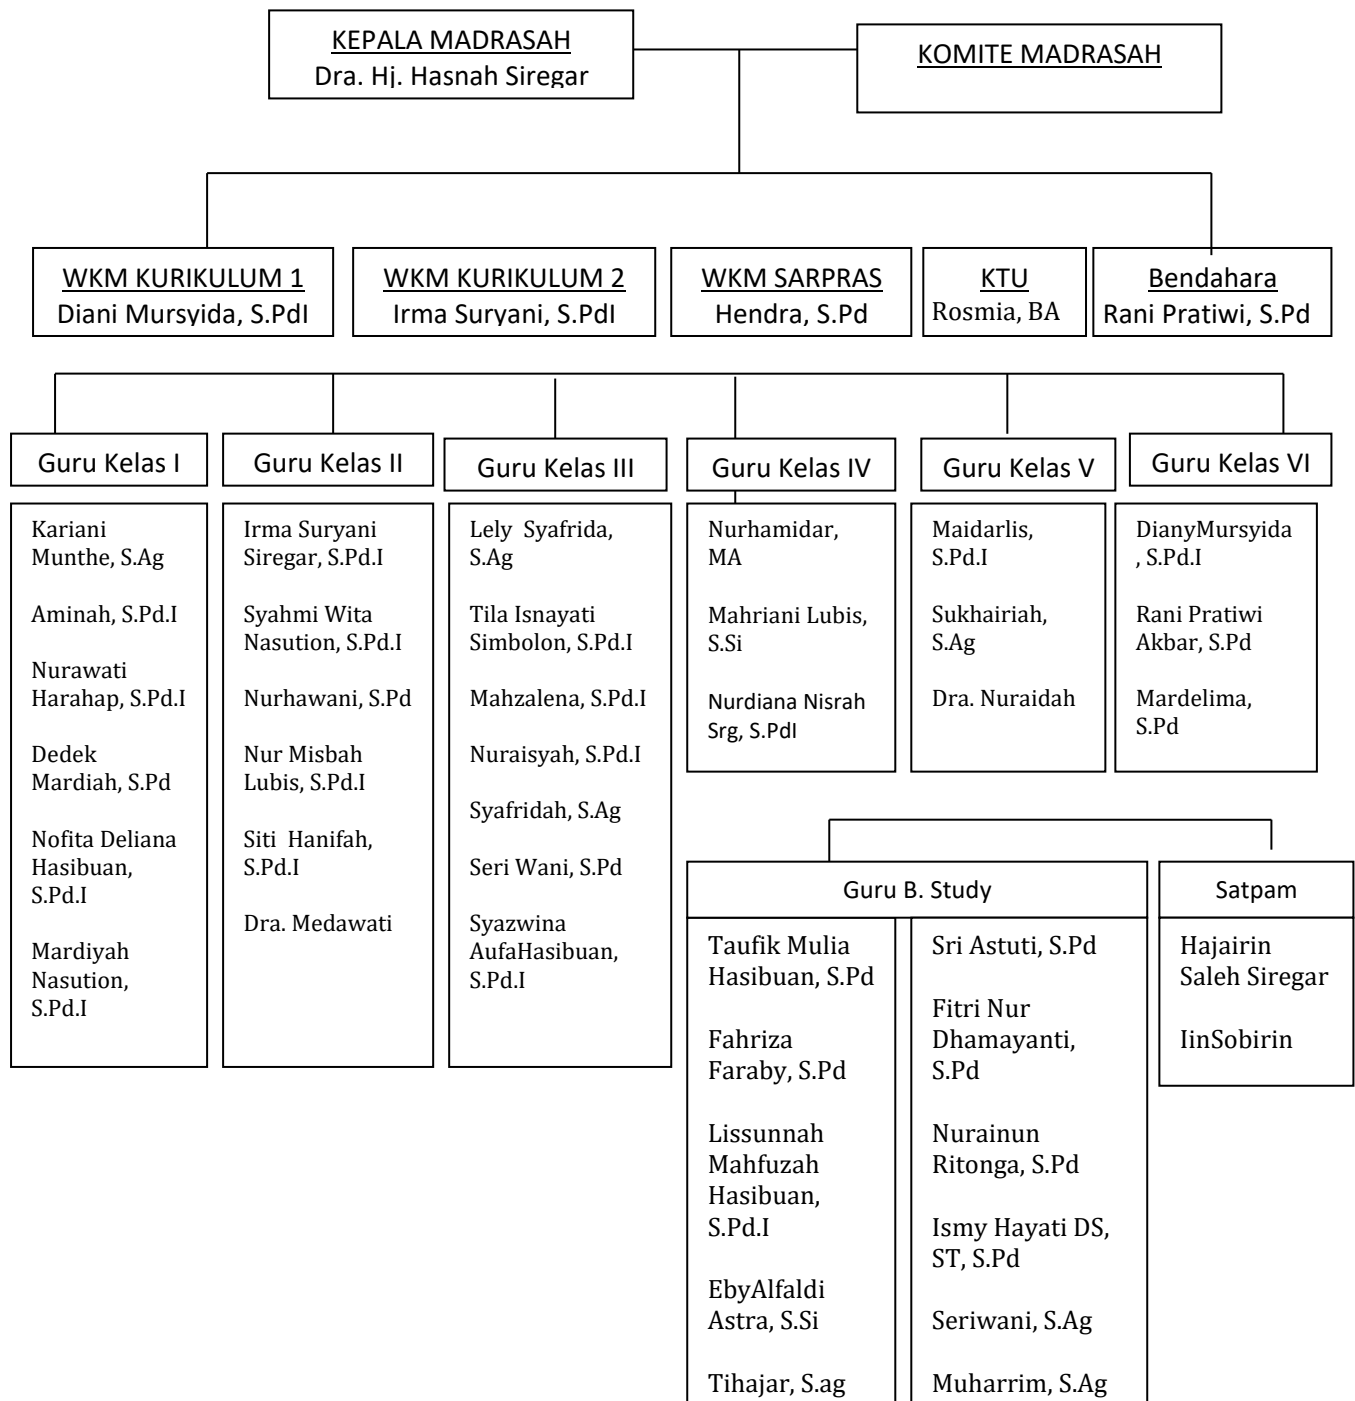 KEPALA MADRASAH
Dra. Hj. Hasnah Siregar
KOMITE MADRASAH
WKM KURIKULUM 1
Diani Mursyida, S.PdI
WKM KURIKULUM 2
Irma Suryani, S.PdI
WKM SARPRAS
Hendra, S.Pd
KTU
Rosmia, BA
Bendahara
Rani Pratiwi, S.Pd
Guru Kelas I
Kariani
Munthe, S.Ag
Aminah, S.Pd.I
Nurawati
Harahap, S.Pd.I
Dedek
Mardiah, S.Pd
Nofita Deliana
Hasibuan,
S.Pd.I
Mardiyah
Nasution,
S.Pd.I
Guru Kelas II
Irma Suryani
Siregar, S.Pd.I
Syahmi Wita
Nasution, S.Pd.I
Nurhawani, S.Pd
Nur Misbah
Lubis, S.Pd.I
Siti Hanifah,
S.Pd.I
Dra. Medawati
Guru Kelas III
Lely Syafrida,
S.Ag
Tila Isnayati
Simbolon, S.Pd.I
Mahzalena, S.Pd.I
Nuraisyah, S.Pd.I
Syafridah, S.Ag
Seri Wani, S.Pd
Syazwina
AufaHasibuan,
S.Pd.I
Guru Kelas IV
Nurhamidar,
MA
Mahriani Lubis,
S.Si
Nurdiana Nisrah
Srg, S.PdI
Guru Kelas V
Maidarlis,
S.Pd.I
Sukhairiah,
S.Ag
Dra. Nuraidah
Guru Kelas VI
DianyMursyida
, S.Pd.I
Rani Pratiwi
Akbar, S.Pd
Mardelima,
S.Pd
Guru B. Study
Taufik Mulia
Hasibuan, S.Pd
Fahriza
Faraby, S.Pd
Lissunnah
Mahfuzah
Hasibuan,
S.Pd.I
EbyAlfaldi
Astra, S.Si
Tihajar, S.ag
Sri Astuti, S.Pd
Fitri Nur
Dhamayanti,
S.Pd
Nurainun
Ritonga, S.Pd
Ismy Hayati DS,
ST, S.Pd
Seriwani, S.Ag
Muharrim, S.Ag
Satpam
Hajairin
Saleh Siregar
IinSobirin